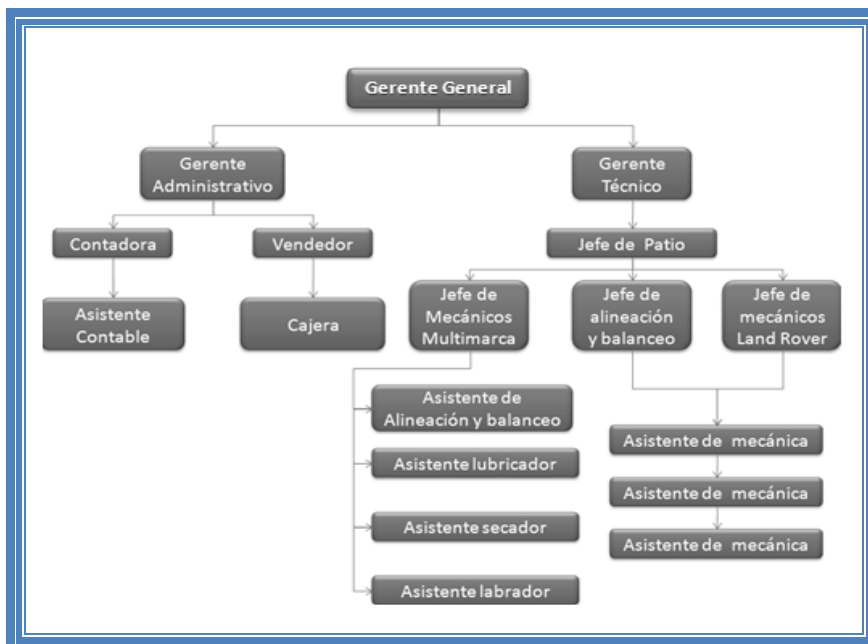 Gerente General
Gerente
Administrativo
Gerente
Técnico
Contadora
Vendedor
Jefe de Patio
Asistente
Contable
Cajera
Jefe de
Mecánicos
Multimarca
Jefe de
alineación
y balanceo
Jefe de
mecánicos
Land Rover
Asistente de
Alineación y balanceo
Asistente lubricador
Asistente secador
Asistente labrador
Asistente de mecánica
Asistente de mecánica
Asistente de mecánica